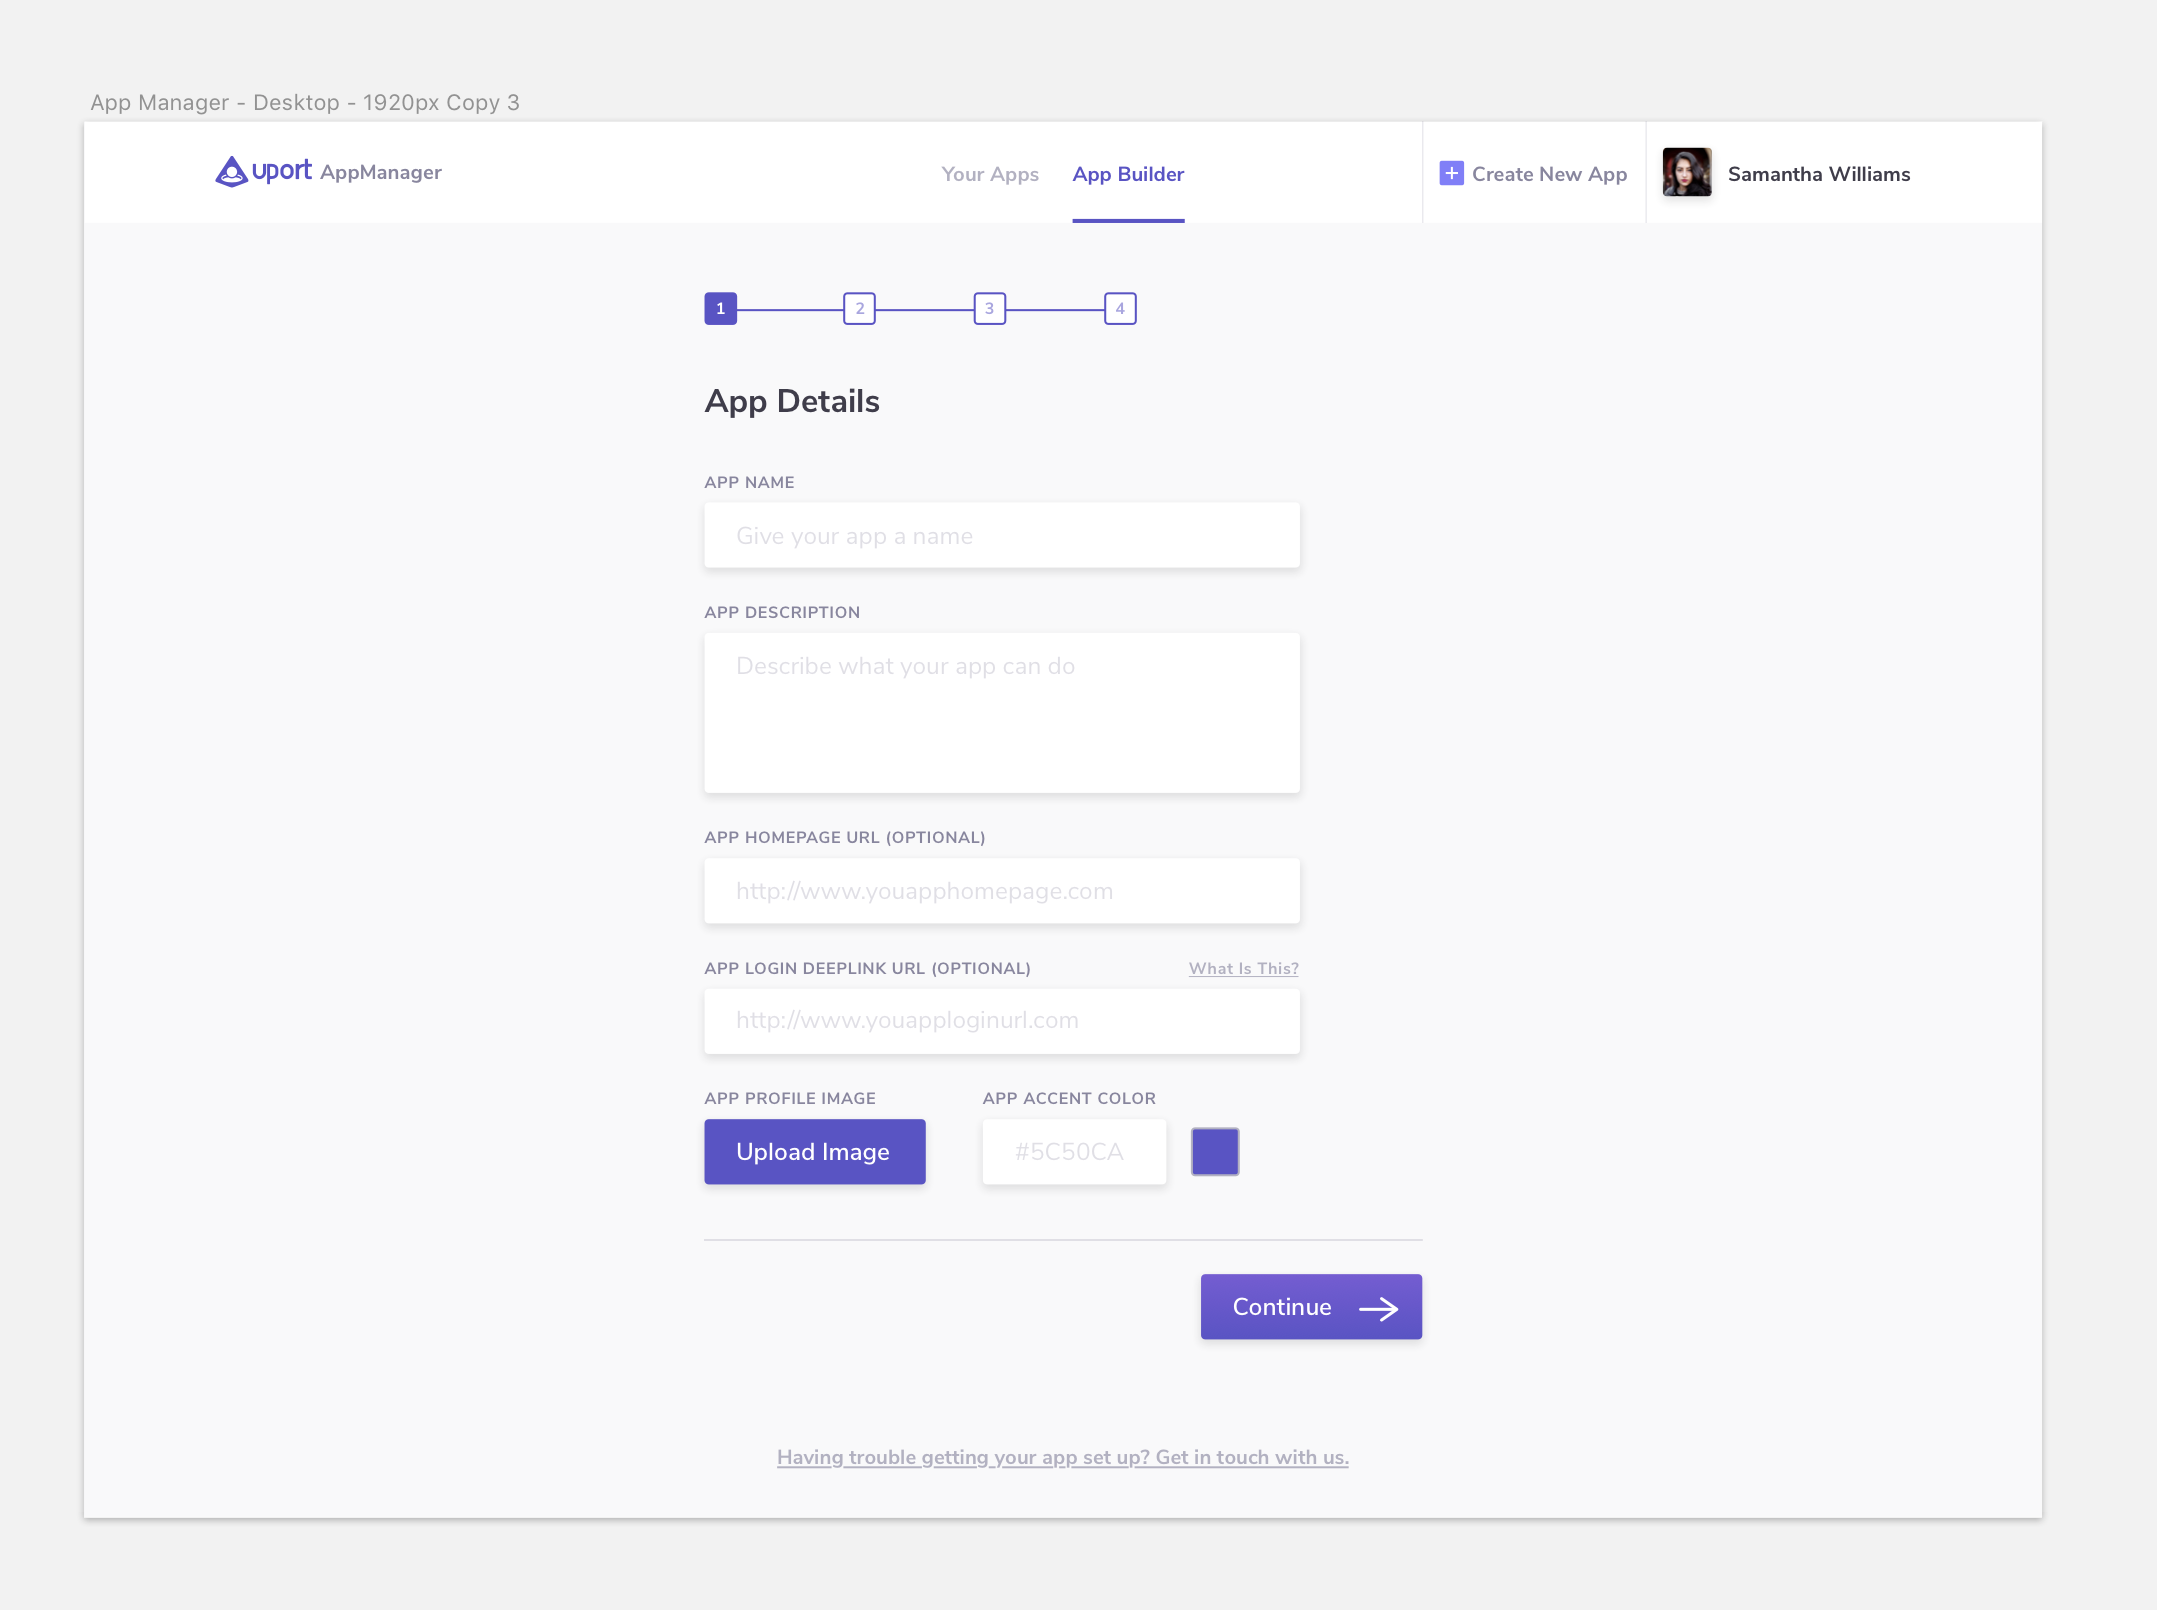 App Manager - Desktop - 1920px Copy 3
uport AppManager
Your Apps
App Builder
Create New App
Samantha Williams
1
2
3
4
App Details
APP NAME
Give your app a name
APP DESCRIPTION
Describe what your app can do
APP HOMEPAGE URL (OPTIONAL)
http://www.youapphomepage.com
APP LOGIN DEEPLINK URL (OPTIONAL)
What Is This?
http://www.youapploginurl.com
APP PROFILE IMAGE
APP ACCENT COLOR
Upload Image
#5C50CA
Continue
Having trouble getting your app set up? Get in touch with us.